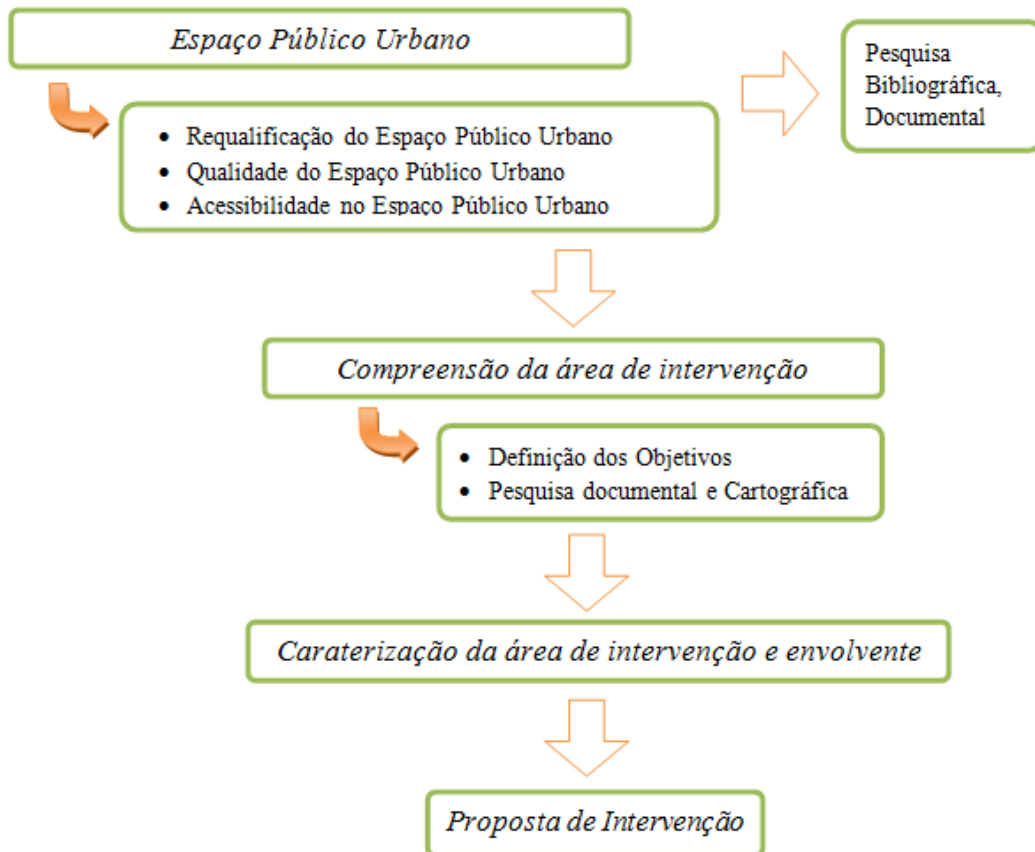 Espaço Público Urbano
Pesquisa
Bibliográfica,
Documental
• Requalificação do Espaço Público Urbano
• Qualidade do Espaço Público Urbano
• Acessibilidade no Espaço Público Urbano
Compreensão da área de intervenção
• Definição dos Objetivos
• Pesquisa documental e Cartográfica
Caraterização da área de intervenção e envolvente
Proposta de Intervenção